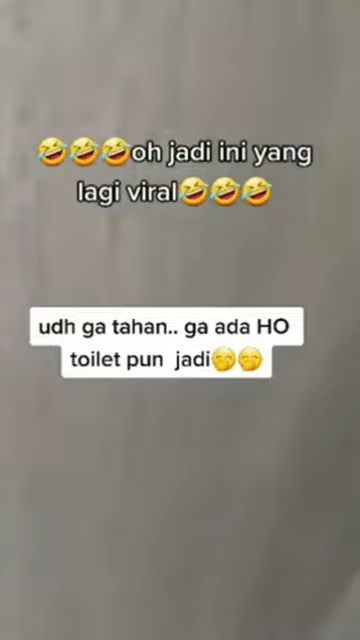 🤣🤣🤣oh jadi ini yang
lagi viral🤣🤣🤣
udh ga tahan.. ga ada HO
toilet pun jadi🤭🤭